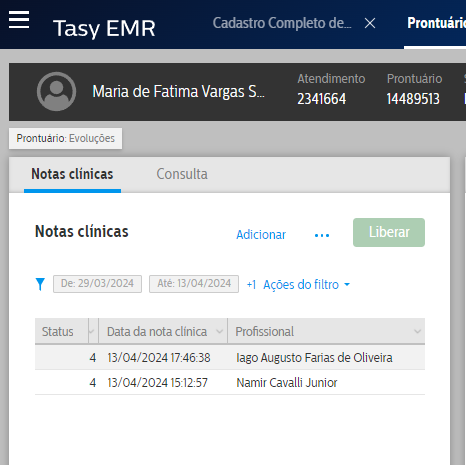 Tasy EMR
Cadastro Completo de...
Prontuário
Maria de Fatima Vargas S...
Atendimento
2341664
Prontuário
14489513
Prontuário: Evoluções
Notas clínicas
Consulta
Notas clínicas
Adicionar
...
Liberar
De: 29/03/2024
Até: 13/04/2024
+1
Ações do filtro
Status
Data da nota clínica
Profissional
4 13/04/2024 17:46:38 Iago Augusto Farias de Oliveira
4 13/04/2024 15:12:57 Namir Cavalli Junior